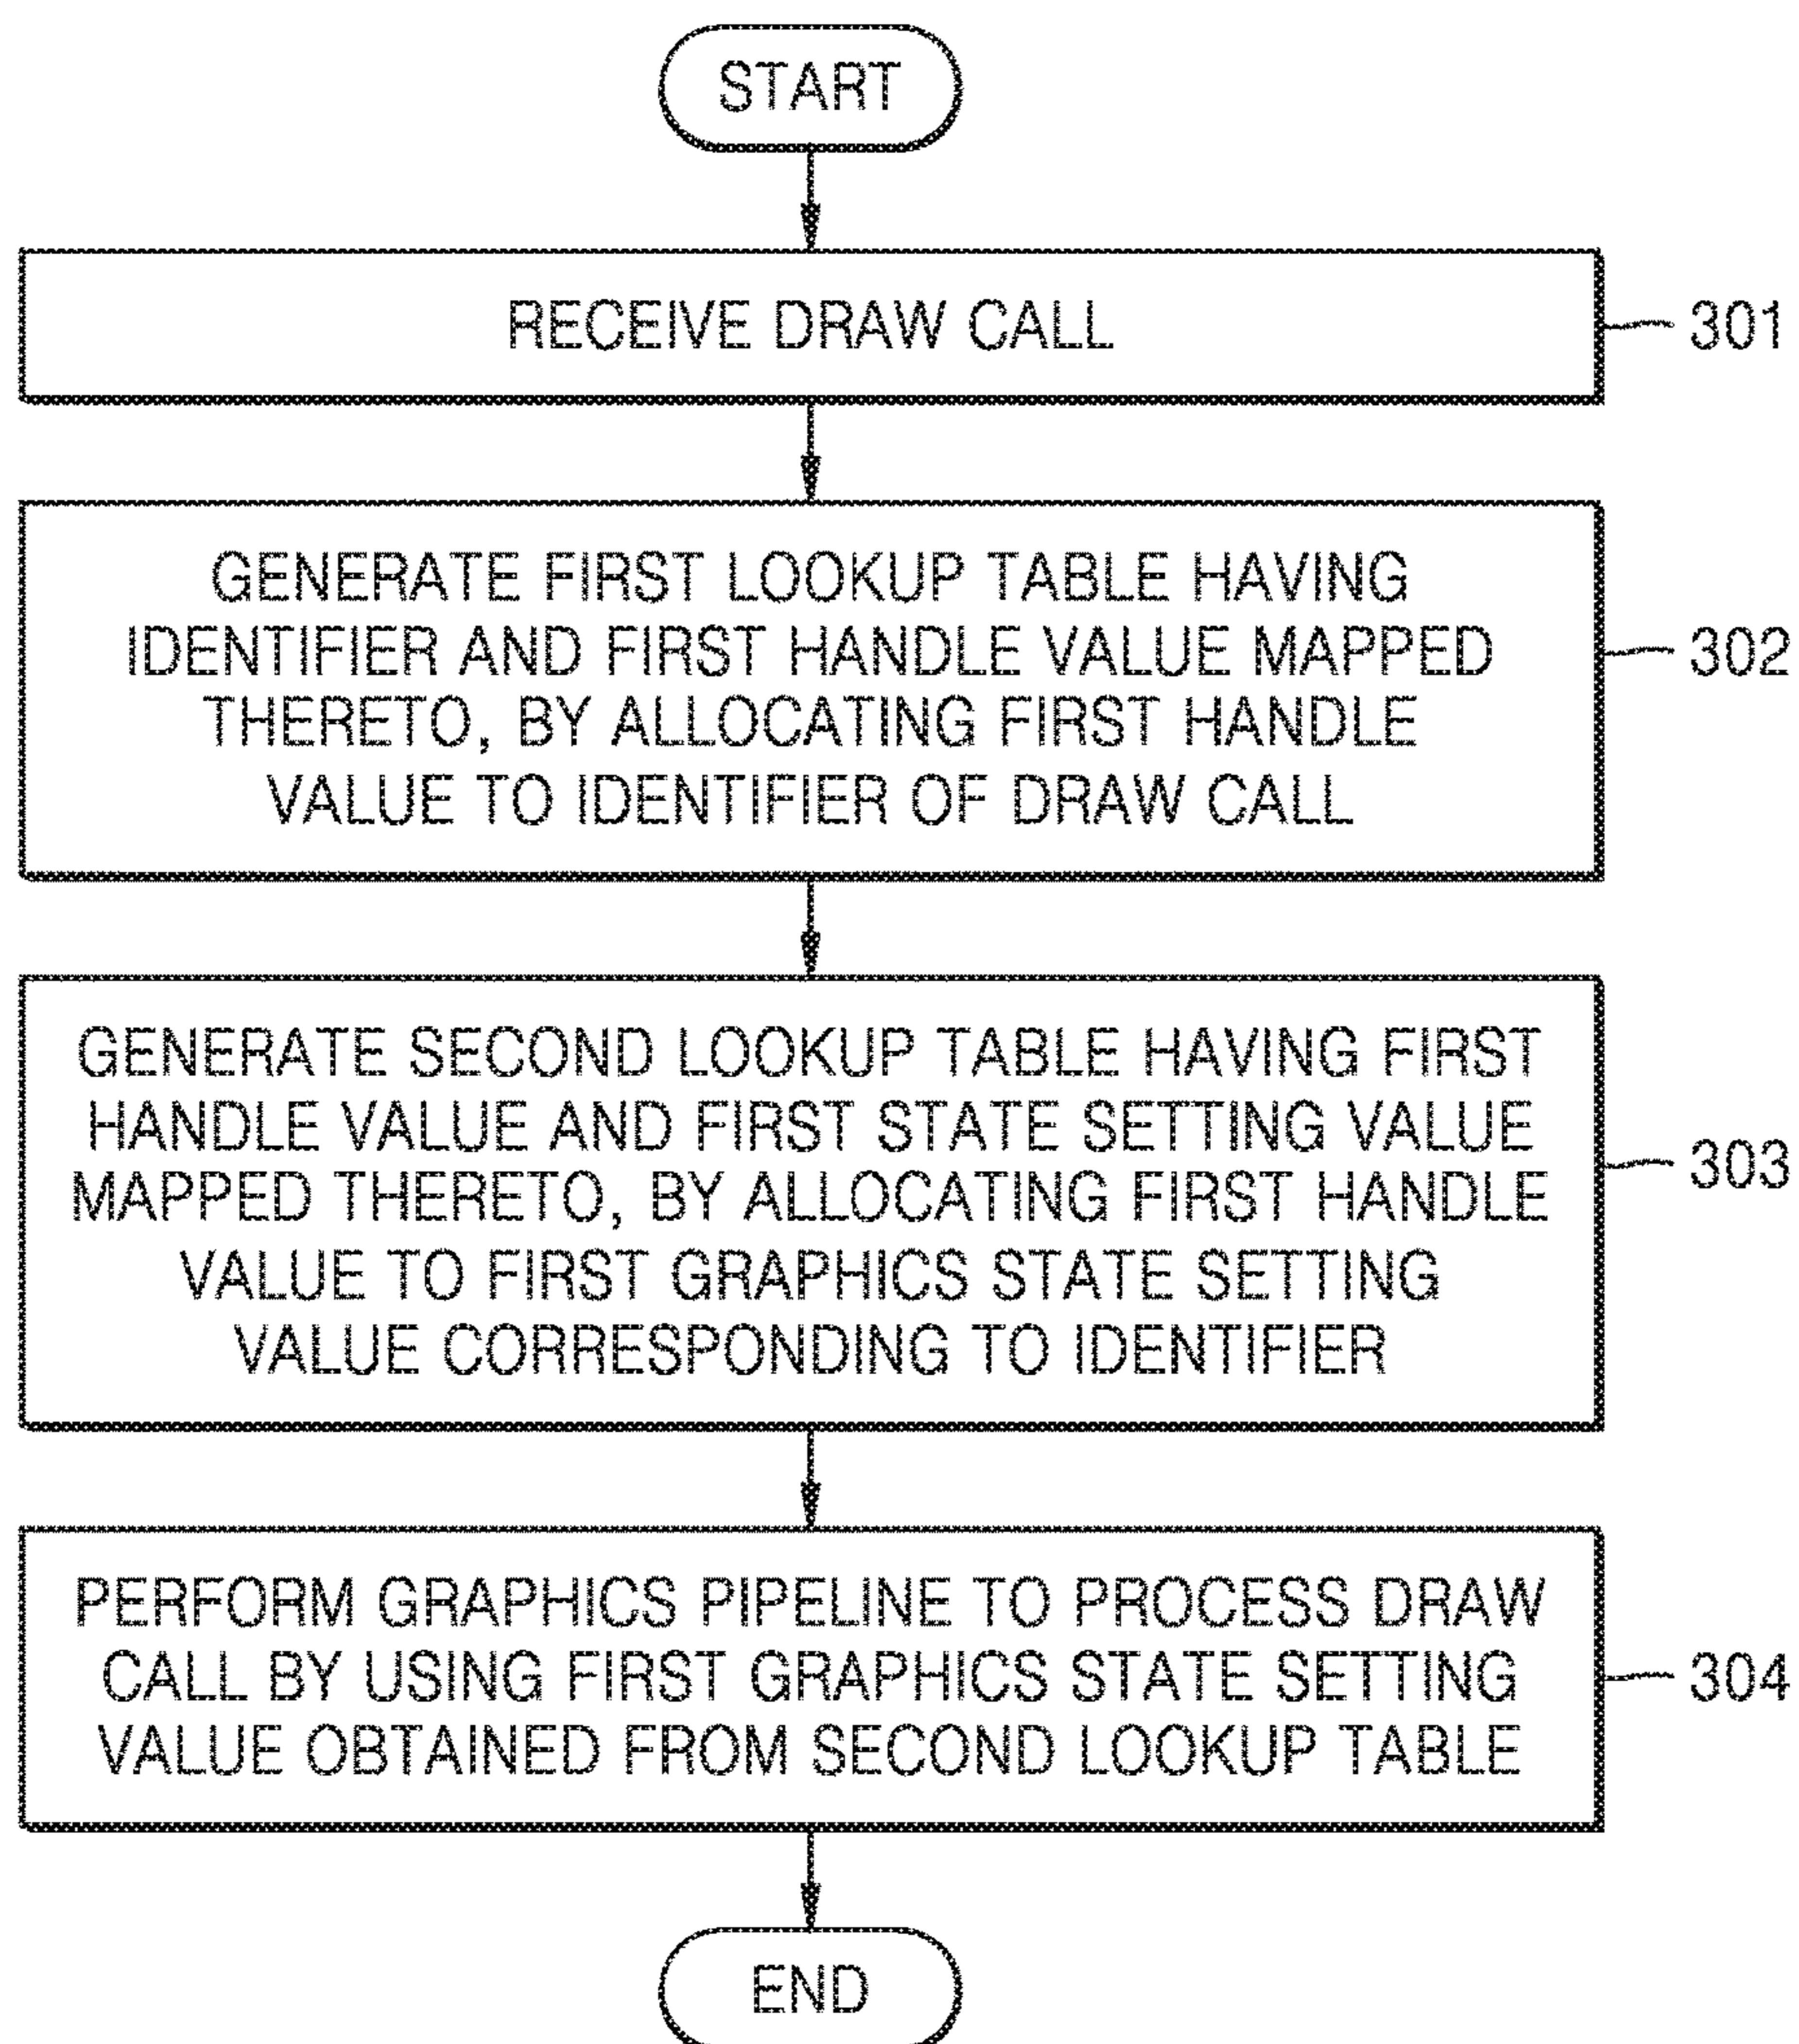 START
RECEIVE DRAW CALL
301
GENERATE FIRST LOOKUP TABLE HAVING
IDENTIFIER AND FIRST HANDLE VALUE MAPPED
THERETO, BY ALLOCATING FIRST HANDLE
VALUE TO IDENTIFIER OF DRAW CALL
302
GENERATE SECOND LOOKUP TABLE HAVING FIRST
HANDLE VALUE AND FIRST STATE SETTING VALUE
MAPPED THERETO, BY ALLOCATING FIRST HANDLE
VALUE TO FIRST GRAPHICS STATE SETTING
VALUE CORRESPONDING TO IDENTIFIER
303
PERFORM GRAPHICS PIPELINE TO PROCESS DRAW
CALL BY USING FIRST GRAPHICS STATE SETTING
VALUE OBTAINED FROM SECOND LOOKUP TABLE
304
END